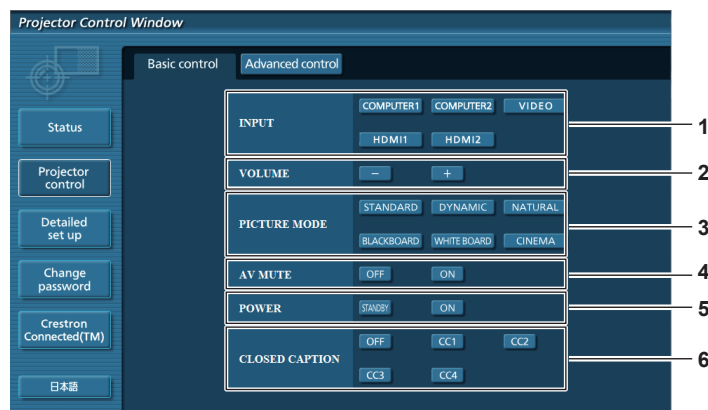 Projector Control Window
Basic control
Advanced control
Status
Projector
control
Detailed
set up
Change
password
Crestron
Connected(TM)
日本語
INPUT
COMPUTER1 COMPUTER2 VIDEO
HDMI1 HDMI2
1
VOLUME - +
2
PICTURE MODE
STANDARD DYNAMIC NATURAL
BLACKBOARD WHITE BOARD CINEMA
3
AV MUTE OFF ON
4
POWER STANDBY ON
5
CLOSED CAPTION
OFF CC1 CC2
CC3 CC4
6